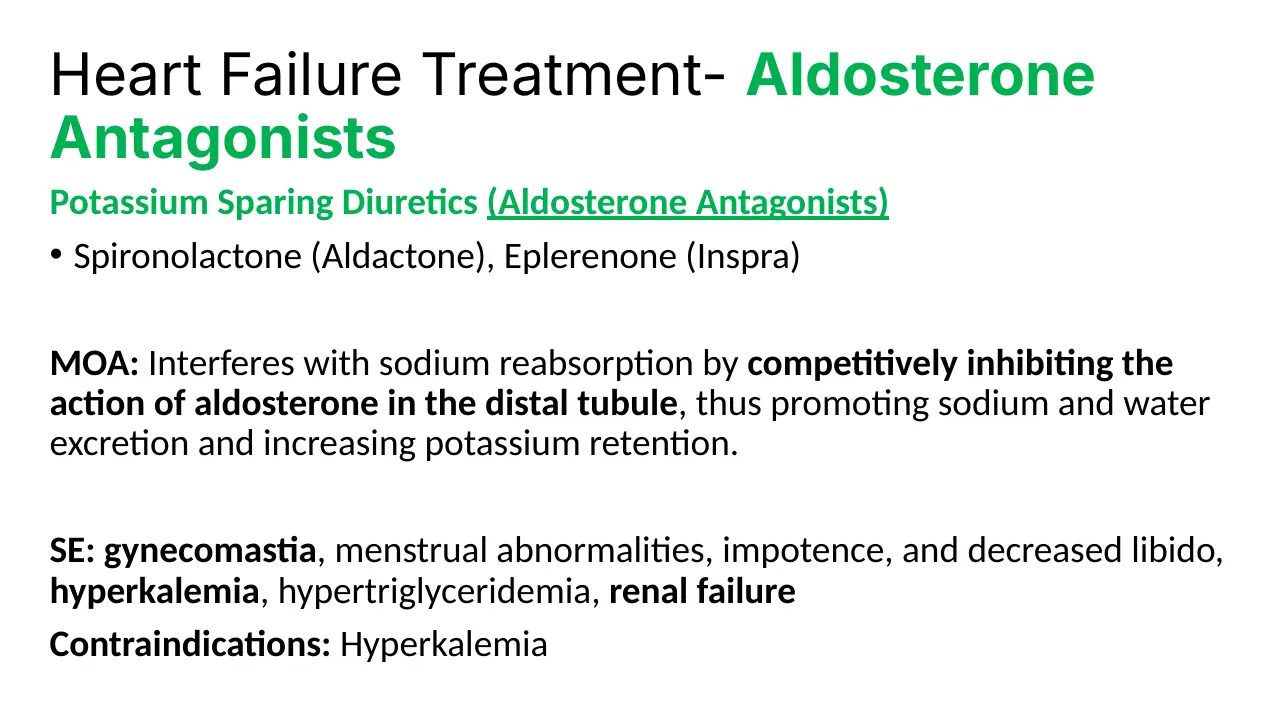 Heart Failure Treatment- Aldosterone
Antagonists
Potassium Sparing Diuretics (Aldosterone Antagonists)
• Spironolactone (Aldactone), Eplerenone (Inspra)
MOA: Interferes with sodium reabsorption by competitively inhibiting the
action of aldosterone in the distal tubule, thus promoting sodium and water
excretion and increasing potassium retention.
SE: gynecomastia, menstrual abnormalities, impotence, and decreased libido,
hyperkalemia, hypertriglyceridemia, renal failure
Contraindications: Hyperkalemia